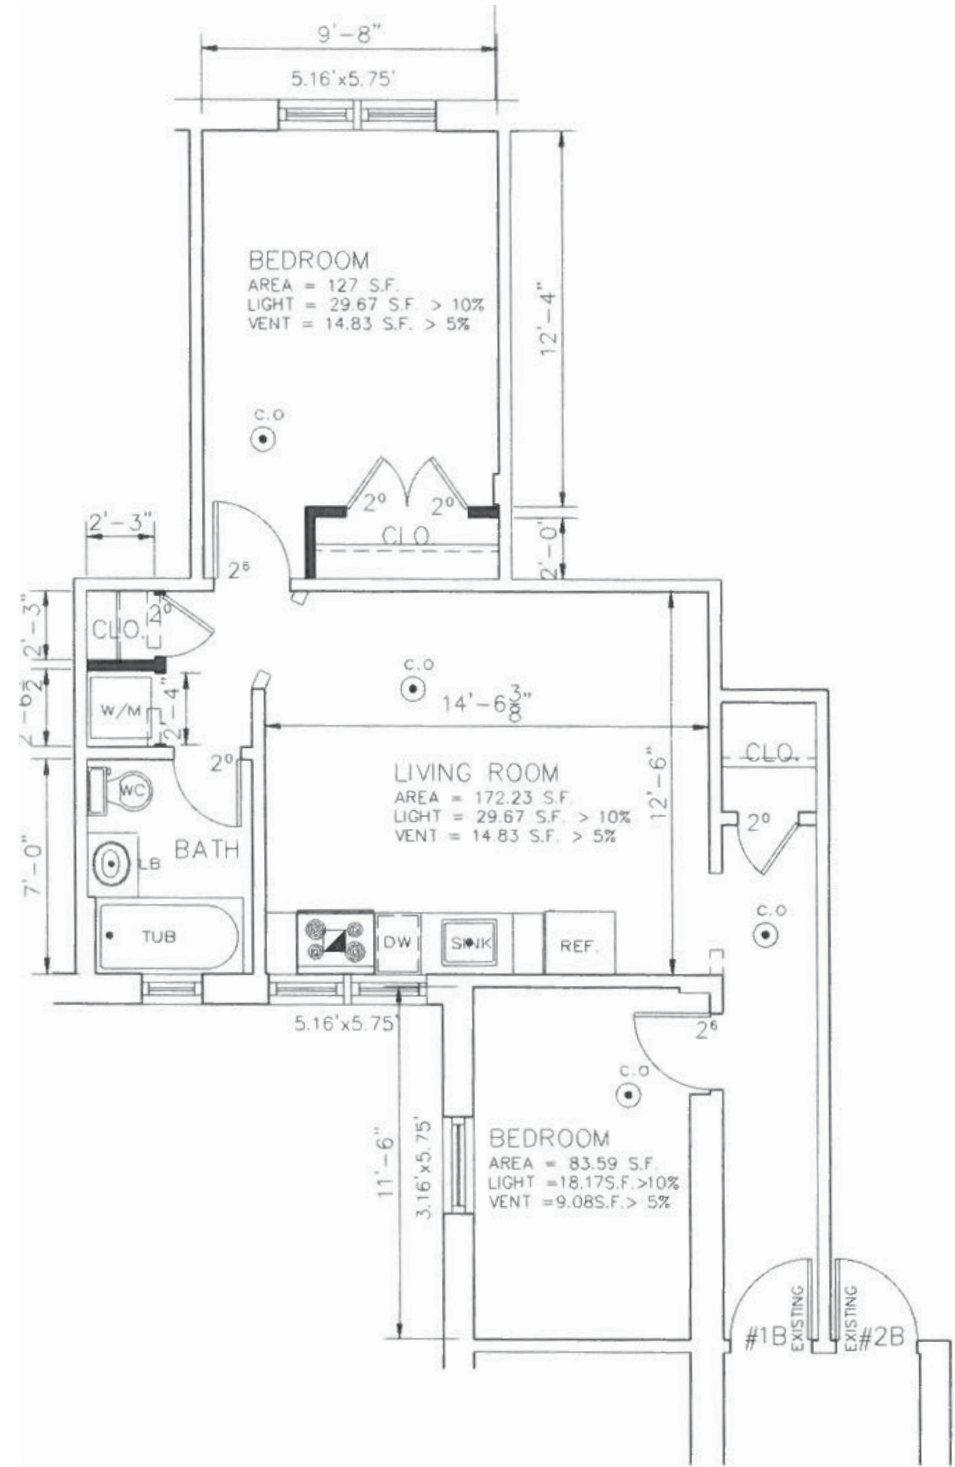 9'-8"
5.16'x5.75'
BEDROOM
AREA = 127 S.F.
LIGHT = 29.67 S.F. > 10%
VENT = 14.83 S.F. > 5%
12'-4"
C.O
2⁰
2⁰
CLO.
2'-0"
2'-3"
2⁶
2'-3"
CLO.
2⁰
C.O
14'-6 3/8"
W/M
2'-4"
2⁰
LIVING ROOM
AREA = 172.23 S.F.
LIGHT = 29.67 S.F. > 10%
VENT = 14.83 S.F. > 5%
12'-6"
CLO.
2⁰
WC
BATH
LB
7'-0"
TUB
DW
SINK
REF.
C.O
5.16'x5.75'
2⁶
C.O
11'-6"
3.16'x5.75'
BEDROOM
AREA = 83.59 S.F.
LIGHT =18.17S.F.>10%
VENT =9.08S.F.> 5%
#1B
EXISTING
EXISTING
#2B